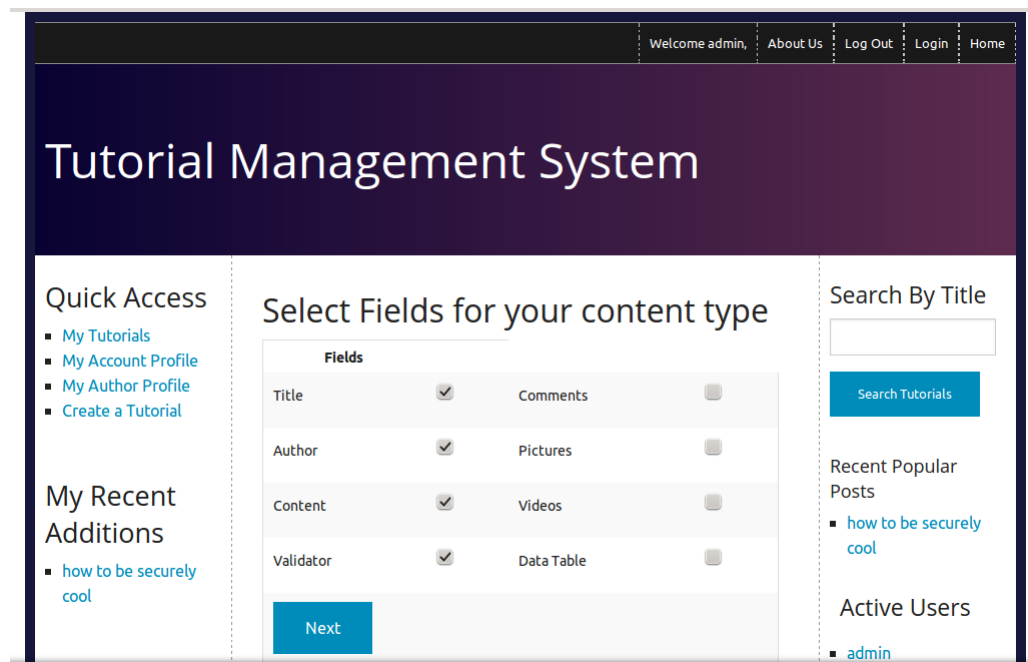 Welcome admin, About Us Log Out Login Home
Tutorial Management System
Quick Access
My Tutorials
My Account Profile
My Author Profile
Create a Tutorial
My Recent
Additions
how to be securely
cool
Select Fields for your content type
Fields
Title Comments
Author Pictures
Content Videos
Validator Data Table
Next
Search By Title
Search Tutorials
Recent Popular
Posts
how to be securely
cool
Active Users
admin